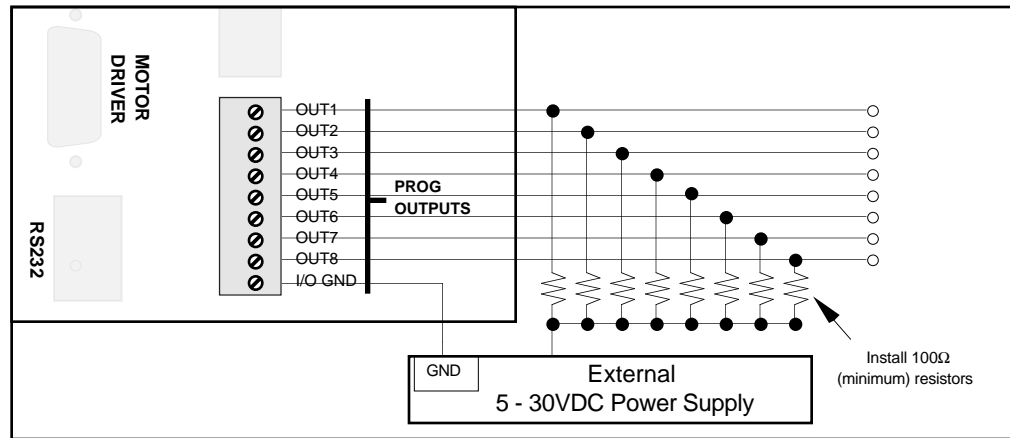 MOTOR
DRIVER
RS232
OUT1
OUT2
OUT3
OUT4
OUT5
OUT6
OUT7
OUT8
I/O GND
PROG
OUTPUTS
GND
External
5 - 30VDC Power Supply
Install 100Ω
(minimum) resistors